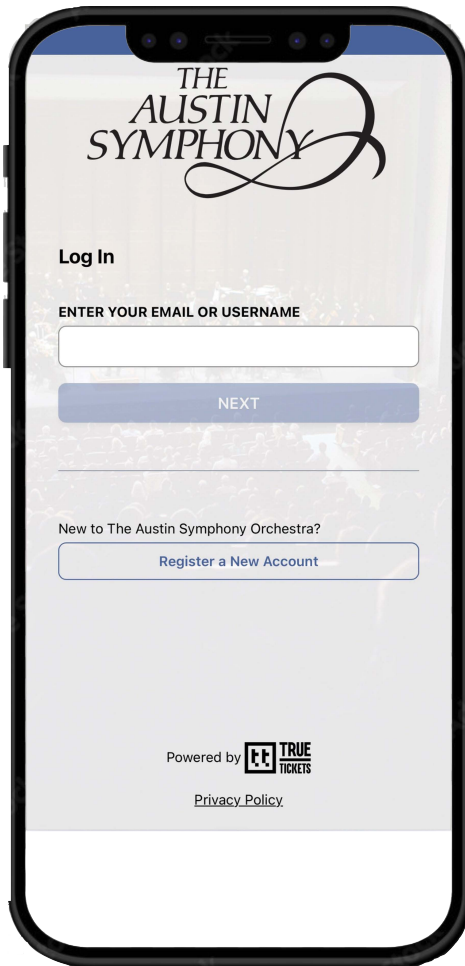 THE
AUSTIN
SYMPHONY
Log In
ENTER YOUR EMAIL OR USERNAME
NEXT
New to The Austin Symphony Orchestra?
Register a New Account
Powered by tt TRUE
TICKETS
Privacy Policy